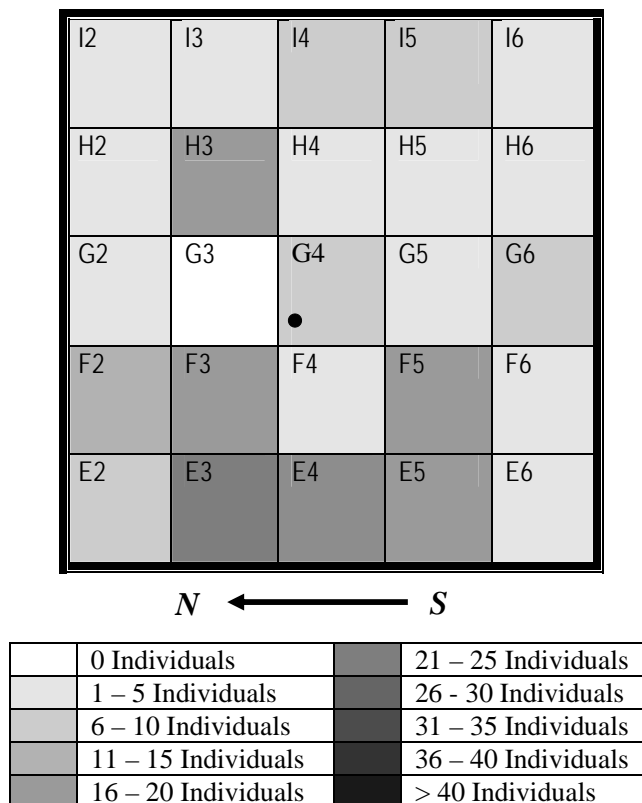 I2 I3 I4 I5 I6
H2 H3 H4 H5 H6
G2 G3 G4 G5 G6
F2 F3 F4 F5 F6
E2 E3 E4 E5 E6
N S
0 Individuals 21 – 25 Individuals
1 – 5 Individuals 26 - 30 Individuals
6 – 10 Individuals 31 – 35 Individuals
11 – 15 Individuals 36 – 40 Individuals
16 – 20 Individuals > 40 Individuals